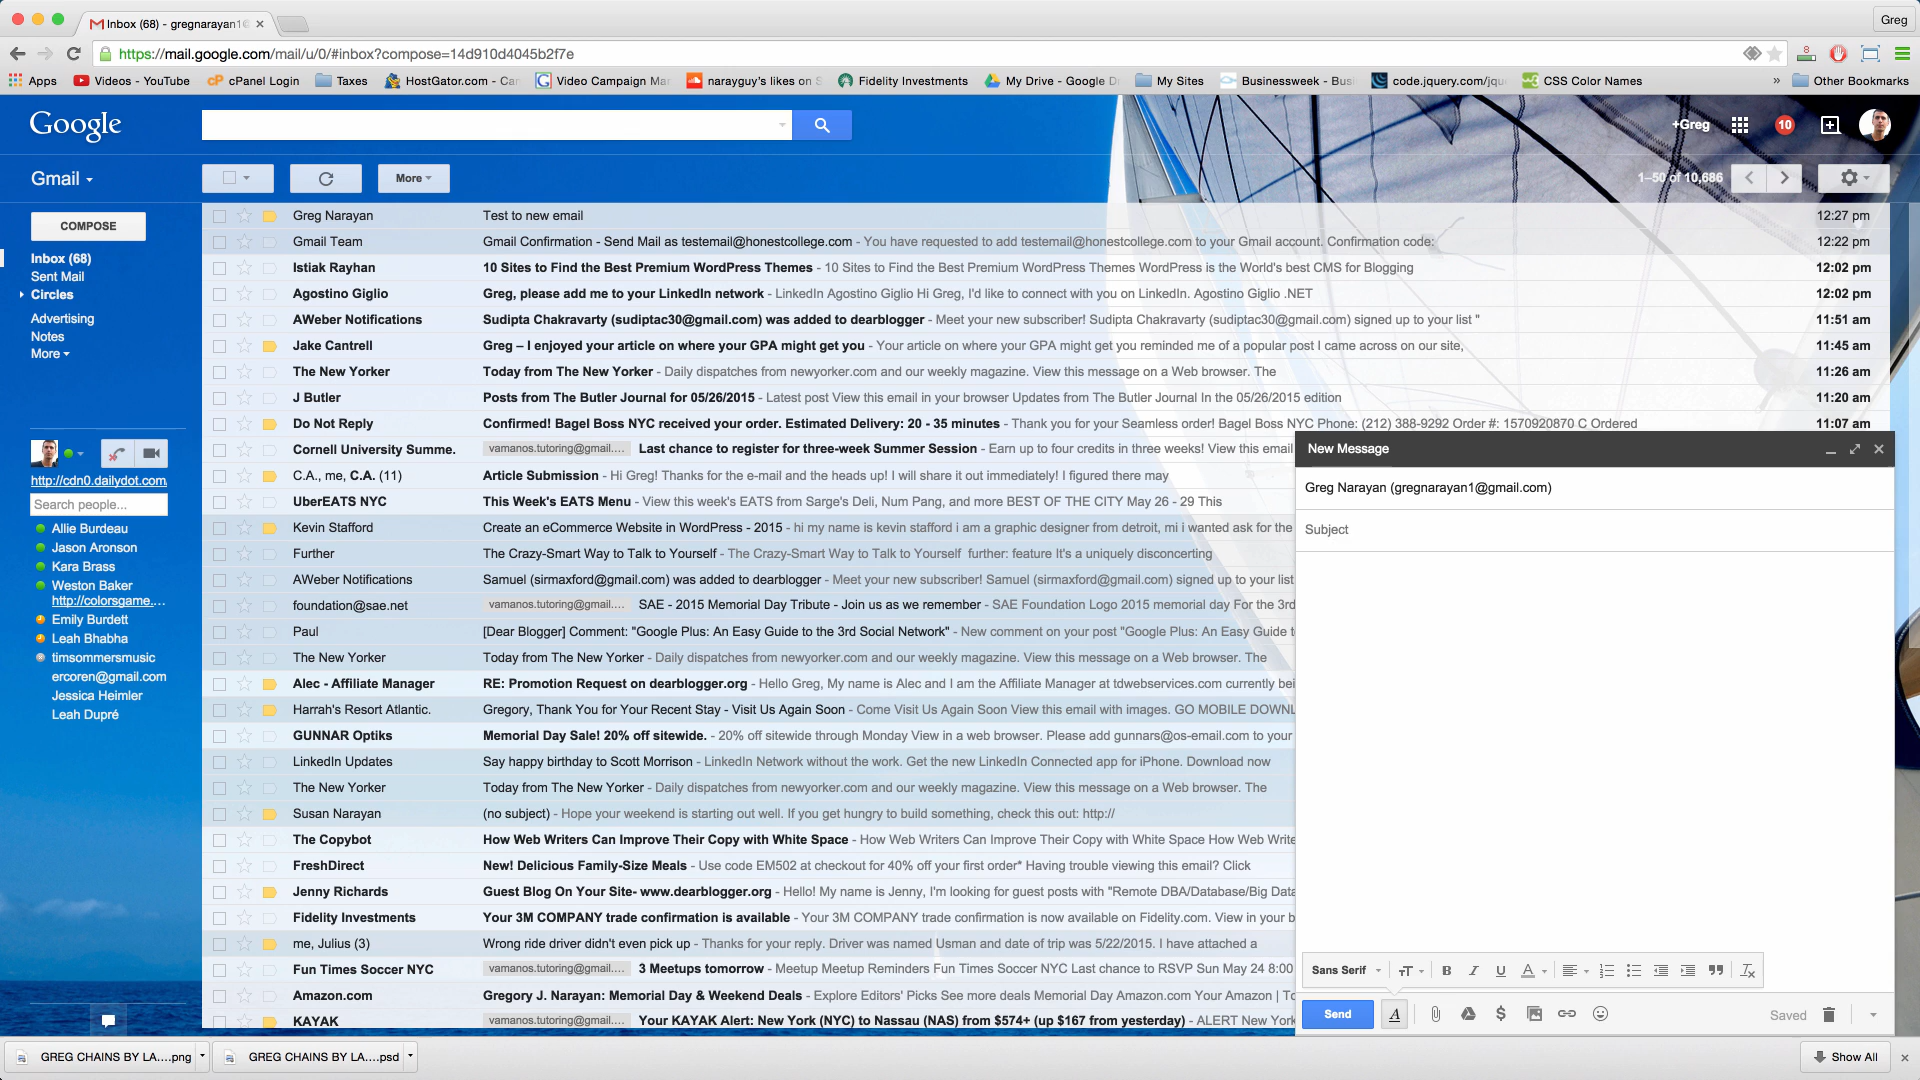 Inbox (68) - gregnarayan1@
Greg
https://mail.google.com/mail/u/0/#inbox?compose=14d910d4045b2f7e
8
Apps
Videos - YouTube
cPanel Login
Taxes
HostGator.com - Car
Video Campaign Mar
narayguy's likes on S
Fidelity Investments
My Drive - Google D
My Sites
Businessweek - Busi
code.jquery.com/jqu
CSS Color Names
»
Other Bookmarks
Google
+Greg
10
Gmail
More
1–50 of 10,686
COMPOSE
Inbox (68)
Sent Mail
Circles
Advertising
Notes
More
http://cdn0.dailydot.com/
Search people...
Allie Burdeau
Jason Aronson
Kara Brass
Weston Baker
http://colorsgame....
Emily Burdett
Leah Bhabha
timsommersmusic
ercoren@gmail.com
Jessica Heimler
Leah Dupré
Greg Narayan Test to new email 12:27 pm
Gmail Team Gmail Confirmation - Send Mail as testemail@honestcollege.com - You have requested to add testemail@honestcollege.com to your Gmail account. Confirmation code: 12:22 pm
Istiak Rayhan 10 Sites to Find the Best Premium WordPress Themes - 10 Sites to Find the Best Premium WordPress Themes WordPress is the World's best CMS for Blogging 12:02 pm
Agostino Giglio Greg, please add me to your LinkedIn network - LinkedIn Agostino Giglio Hi Greg, I'd like to connect with you on LinkedIn. Agostino Giglio .NET 12:02 pm
AWeber Notifications Sudipta Chakravarty (sudiptac30@gmail.com) was added to dearblogger - Meet your new subscriber! Sudipta Chakravarty (sudiptac30@gmail.com) signed up to your list " 11:51 am
Jake Cantrell Greg – I enjoyed your article on where your GPA might get you - Your article on where your GPA might get you reminded me of a popular post I came across on our site, 11:45 am
The New Yorker Today from The New Yorker - Daily dispatches from newyorker.com and our weekly magazine. View this message on a Web browser. The 11:26 am
J Butler Posts from The Butler Journal for 05/26/2015 - Latest post View this email in your browser Updates from The Butler Journal In the 05/26/2015 edition 11:20 am
Do Not Reply Confirmed! Bagel Boss NYC received your order. Estimated Delivery: 20 - 35 minutes - Thank you for your Seamless order! Bagel Boss NYC Phone: (212) 388-9292 Order #: 1570920870 C Ordered 11:07 am
Cornell University Summe. vamanos.tutoring@gmail.... Last chance to register for three-week Summer Session - Earn up to four credits in three weeks! View this email
C.A., me, C.A. (11) Article Submission - Hi Greg! Thanks for the e-mail and the heads up! I will share it out immediately! I figured there may
UberEATS NYC This Week's EATS Menu - View this week's EATS from Sarge's Deli, Num Pang, and more BEST OF THE CITY May 26 - 29 This
Kevin Stafford Create an eCommerce Website in WordPress - 2015 - hi my name is kevin stafford i am a graphic designer from detroit, mi i wanted ask for the
Further The Crazy-Smart Way to Talk to Yourself - The Crazy-Smart Way to Talk to Yourself further: feature It's a uniquely disconcerting
AWeber Notifications Samuel (sirmaxford@gmail.com) was added to dearblogger - Meet your new subscriber! Samuel (sirmaxford@gmail.com) signed up to your list
foundation@sae.net vamanos.tutoring@gmail.... SAE - 2015 Memorial Day Tribute - Join us as we remember - SAE Foundation Logo 2015 memorial day For the 3rd
Paul [Dear Blogger] Comment: "Google Plus: An Easy Guide to the 3rd Social Network" - New comment on your post "Google Plus: An Easy Guide t
The New Yorker Today from The New Yorker - Daily dispatches from newyorker.com and our weekly magazine. View this message on a Web browser. The
Alec - Affiliate Manager RE: Promotion Request on dearblogger.org - Hello Greg, My name is Alec and I am the Affiliate Manager at tdwebservices.com currently bei
Harrah's Resort Atlantic. Gregory, Thank You for Your Recent Stay - Visit Us Again Soon - Come Visit Us Again Soon View this email with images. GO MOBILE DOWNL
GUNNAR Optiks Memorial Day Sale! 20% off sitewide. - 20% off sitewide through Monday View in a web browser. Please add gunnars@os-email.com to your
LinkedIn Updates Say happy birthday to Scott Morrison - LinkedIn Network without the work. Get the new LinkedIn Connected app for iPhone. Download now
The New Yorker Today from The New Yorker - Daily dispatches from newyorker.com and our weekly magazine. View this message on a Web browser. The
Susan Narayan (no subject) - Hope your weekend is starting out well. If you get hungry to build something, check this out: http://
The Copybot How Web Writers Can Improve Their Copy with White Space - How Web Writers Can Improve Their Copy with White Space How Web Write
FreshDirect New! Delicious Family-Size Meals - Use code EM502 at checkout for 40% off your first order* Having trouble viewing this email? Click
Jenny Richards Guest Blog On Your Site- www.dearblogger.org - Hello! My name is Jenny, I'm looking for guest posts with "Remote DBA/Database/Big Data
Fidelity Investments Your 3M COMPANY trade confirmation is available - Your 3M COMPANY trade confirmation is now available on Fidelity.com. View in your b
me, Julius (3) Wrong ride driver didn't even pick up - Thanks for your reply. Driver was named Usman and date of trip was 5/22/2015. I have attached a
Fun Times Soccer NYC vamanos.tutoring@gmail.... 3 Meetups tomorrow - Meetup Meetup Reminders Fun Times Soccer NYC Last chance to RSVP Sun May 24 8:00
Amazon.com Gregory J. Narayan: Memorial Day & Weekend Deals - Explore Editors' Picks See more deals Memorial Day Amazon.com Your Amazon | To
KAYAK vamanos.tutoring@gmail.... Your KAYAK Alert: New York (NYC) to Nassau (NAS) from $574+ (up $167 from yesterday) - ALERT New York
New Message
Greg Narayan (gregnarayan1@gmail.com)
Subject
Sans Serif
Send
Saved
GREG CHAINS BY LA....png
GREG CHAINS BY LA....psd
Show All